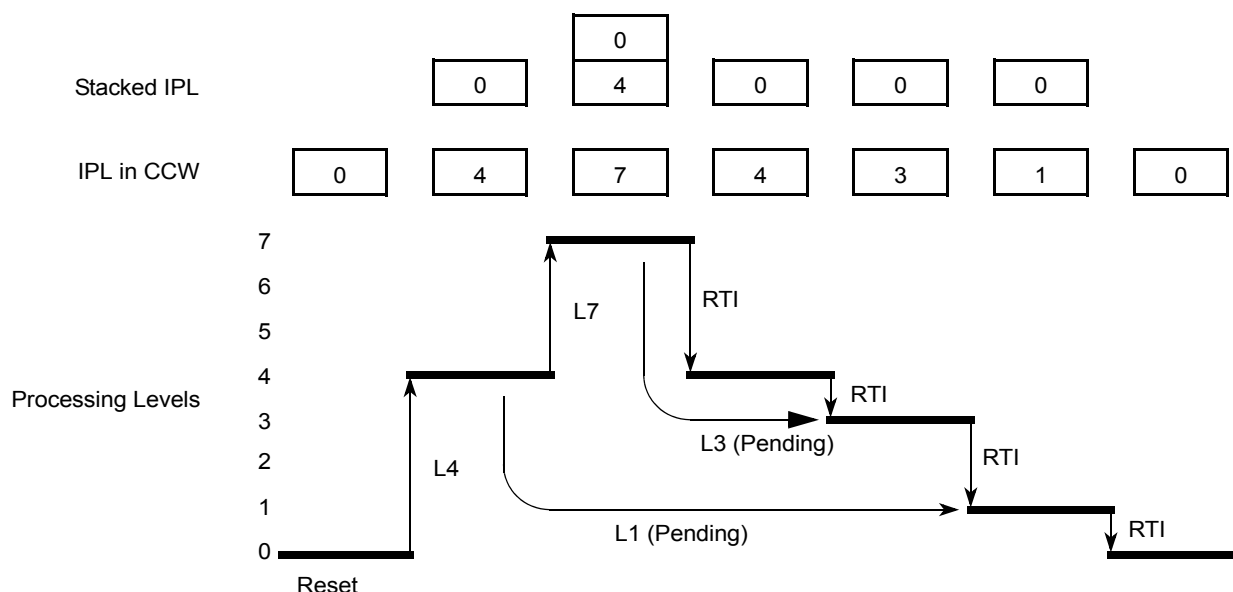 0
Stacked IPL 0 4 0 0 0
IPL in CCW 0 4 7 4 3 1 0
7
6
L7 RTI
5
4
Processing Levels RTI
3
L3 (Pending)
2
L4 RTI
1
L1 (Pending) RTI
0
Reset